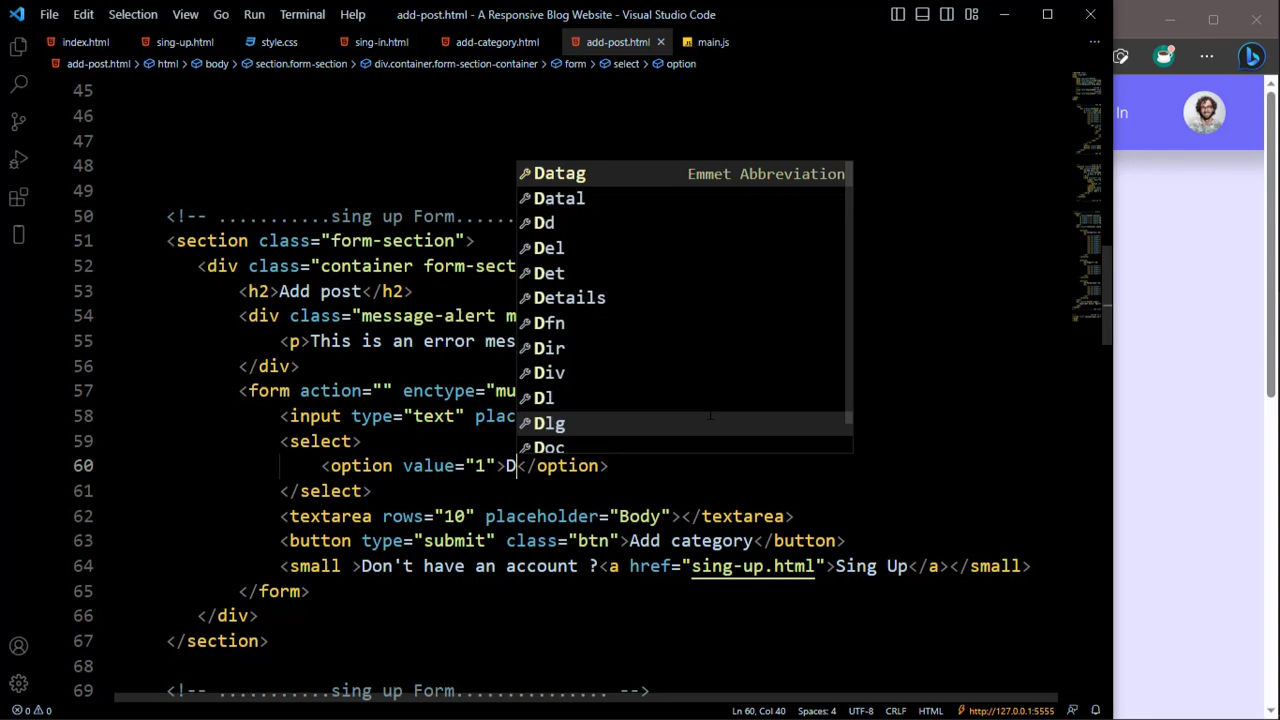 File Edit Selection View Go Run Terminal Help add-post.html - A Responsive Blog Website - Visual Studio Code
index.html sing-up.html style.css sing-in.html add-category.html add-post.html main.js
add-post.html html body section.form-section div.container.form-section-container form select option
45
46
47
48
49
50 <!-- ...........sing up Form.......
51 <section class="form-section">
52 <div class="container form-sect
53 <h2>Add post</h2>
54 <div class="message-alert m
55 <p>This is an error mes
56 </div>
57 <form action="" enctype="mu
58 <input type="text" plac
59 <select>
60 <option value="1">D</option>
61 </select>
62 <textarea rows="10" placeholder="Body"></textarea>
63 <button type="submit" class="btn">Add category</button>
64 <small >Don't have an account ?<a href="sing-up.html">Sing Up</a></small>
65 </form>
66 </div>
67 </section>
68
69 <!-- ...........sing up Form............... -->
Datag Emmet Abbreviation
Datal
Dd
Del
Det
Details
Dfn
Dir
Div
Dl
Dlg
Doc
In
0 0 Ln 60, Col 40 Spaces: 4 UTF-8 CRLF HTML http://127.0.0.1:5555